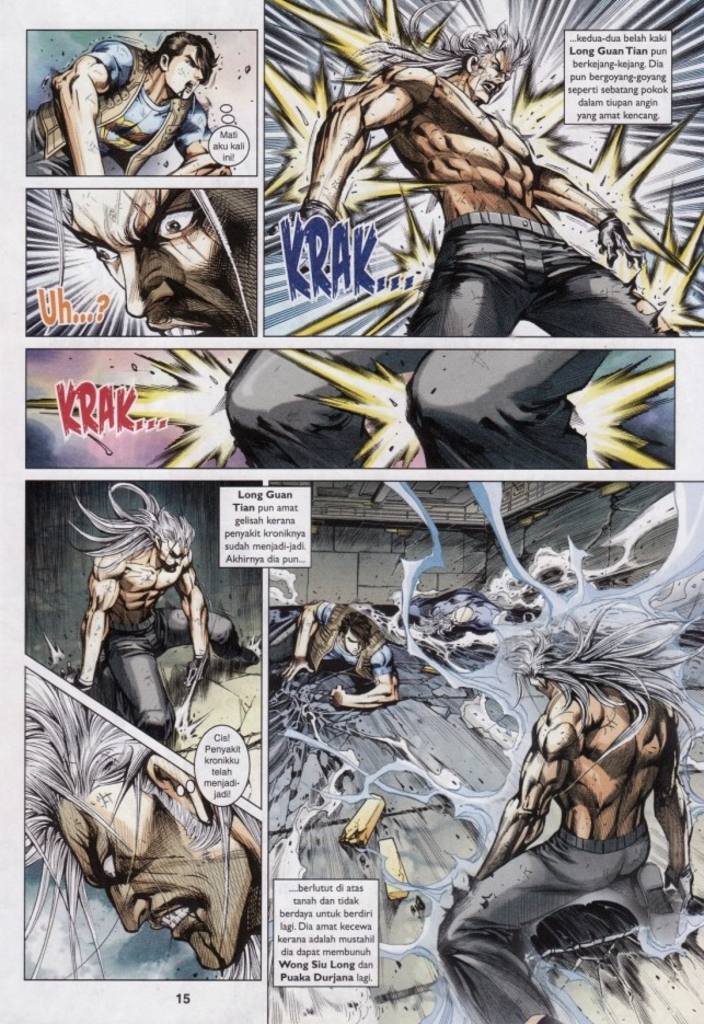 Mati
aku kali
ini!
...kedua-dua belah kaki
Long Guan Tian pun
berkejang-kejang. Dia
pun bergoyang-goyang
seperti sebatang pokok
dalam tiupan angin
yang amat kencang.
Uh...?
KRAK...
KRAK...
Long Guan
Tian pun amat
gelisah kerana
penyakit kroniknya
sudah menjadi-jadi.
Akhirnya dia pun...
Cis!
Penyakit
kronikku
telah
menjadi-
jadi!
....berlutut di atas
tanah dan tidak
berdaya untuk berdiri
lagi. Dia amat kecewa
kerana adalah mustahil
dia dapat membunuh
Wong Siu Long dan
Puaka Durjana lagi.
15